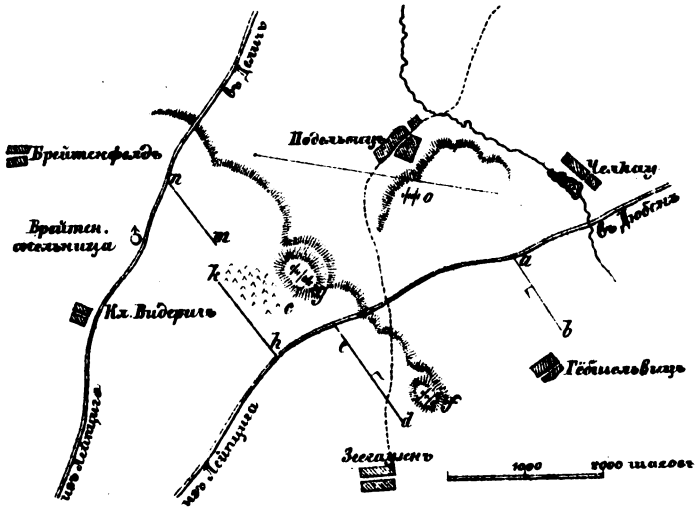 въ Деличъ
Подельвицъ
Брейтенфельдъ
n
Чепкау
o
въ Дюбенъ
Брейтен.
мельница
m
a
k
g
e
Кл. Видеричъ
b
h
c
Гёбшельвицъ
f
d
изъ Лейпцига
изъ Лейпцига
Зеегаузенъ
1000
2000 шаговъ